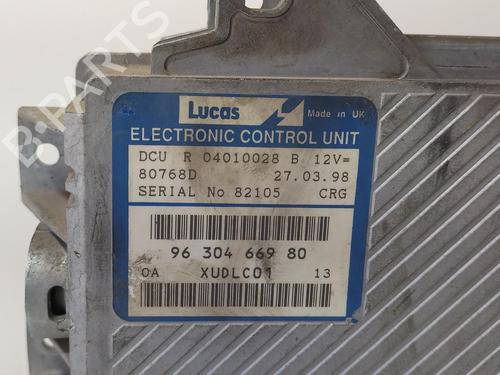 Lucas Made in UK
ELECTRONIC CONTROL UNIT
DCU R 04010028 B 12V=
80768D 27.03.98
SERIAL No 82105 CRG
96 304 669 80
OA XUDLC01 13
B-PARTS